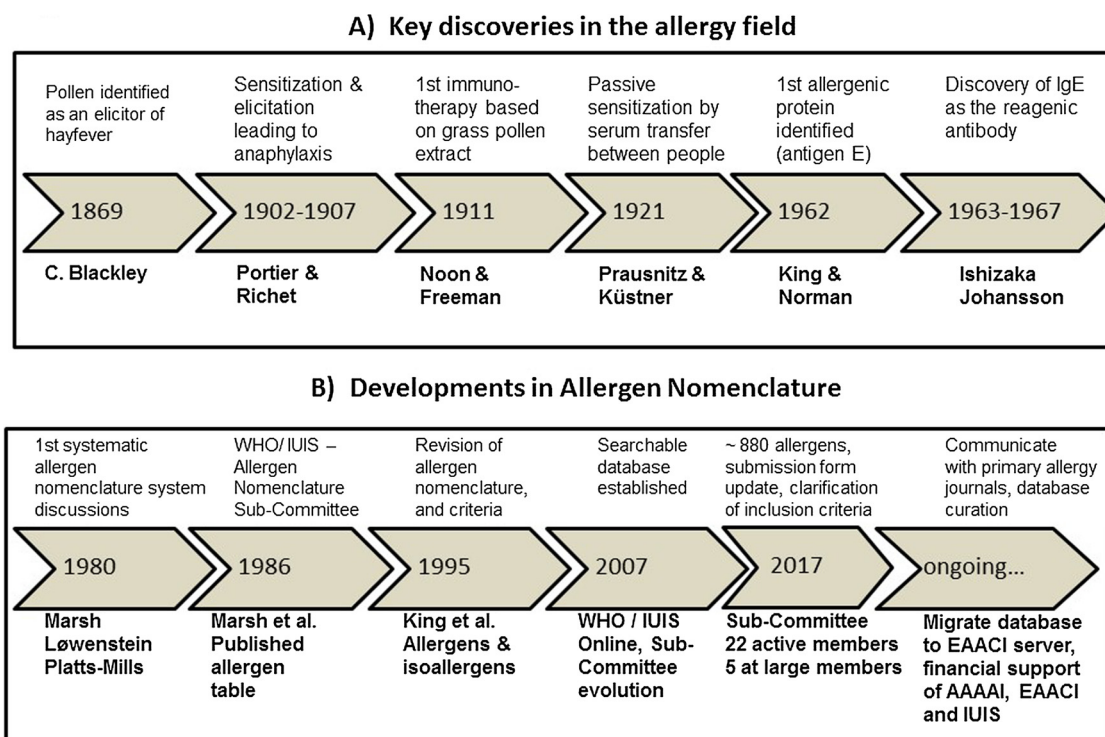 A) Key discoveries in the allergy field
Pollen identified
as an elicitor of
hayfever
Sensitization &
elicitation
leading to
anaphylaxis
1st immuno-
therapy based
on grass pollen
extract
Passive
sensitization by
serum transfer
between people
1st allergenic
protein
identified
(antigen E)
Discovery of IgE
as the reagenic
antibody
1869
1902-1907
1911
1921
1962
1963-1967
C. Blackley
Portier &
Richet
Noon &
Freeman
Prausnitz &
Küstner
King &
Norman
Ishizaka
Johansson
B) Developments in Allergen Nomenclature
1st systematic
allergen
nomenclature system
discussions
WHO/ IUIS –
Allergen
Nomenclature
Sub-Committee
Revision of
allergen
nomenclature,
and criteria
Searchable
database
established
~ 880 allergens,
submission form
update, clarification
of inclusion criteria
Communicate
with primary allergy
journals, database
curation
1980
1986
1995
2007
2017
ongoing...
Marsh
Løwenstein
Platts-Mills
Marsh et al.
Published
allergen
table
King et al.
Allergens &
isoallergens
WHO / IUIS
Online, Sub-
Committee
evolution
Sub-Committee
22 active members
5 at large members
Migrate database
to EAACI server,
financial support
of AAAAI, EAACI
and IUIS